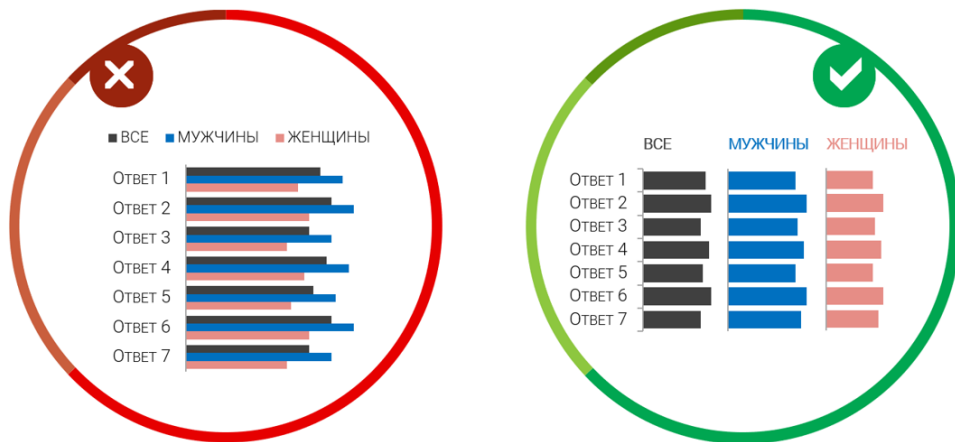 ВСЕ МУЖЧИНЫ ЖЕНЩИНЫ
Ответ 1
Ответ 2
Ответ 3
Ответ 4
Ответ 5
Ответ 6
Ответ 7
ВСЕ МУЖЧИНЫ ЖЕНЩИНЫ
Ответ 1
Ответ 2
Ответ 3
Ответ 4
Ответ 5
Ответ 6
Ответ 7